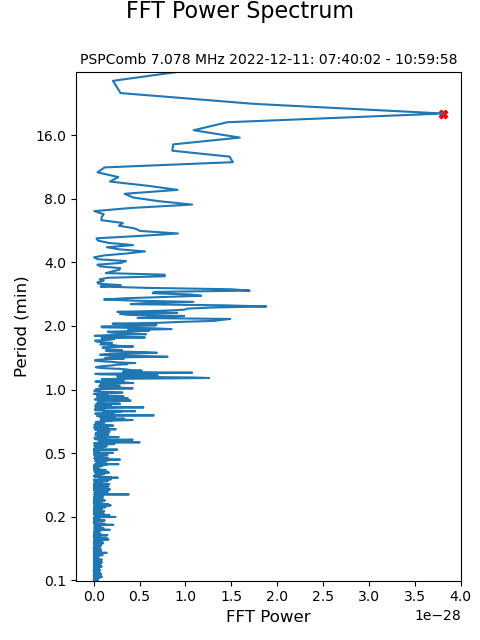 FFT Power Spectrum
PSPComb 7.078 MHz 2022-12-11: 07:40:02 - 10:59:58
16.0
8.0
4.0
2.0
1.0
0.5
0.2
0.1
Period (min)
0.0 0.5 1.0 1.5 2.0 2.5 3.0 3.5 4.0
FFT Power
1e−28